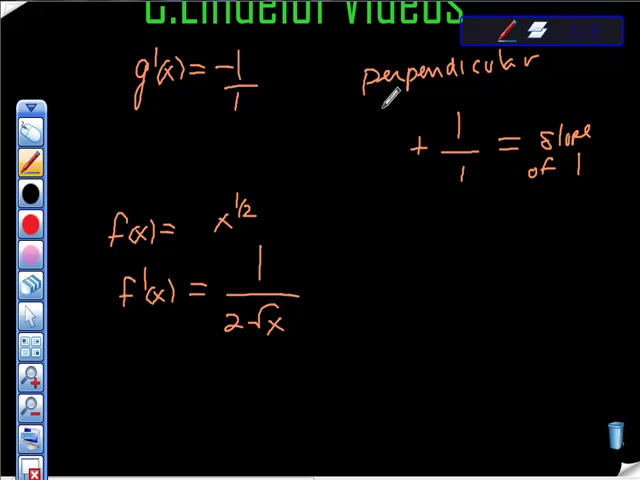 C.Lindelof Videos
g'(x) = -1/1
perpendicular
+ 1/1 = slope of 1
f(x) = x^1/2
f'(x) = 1/2√x